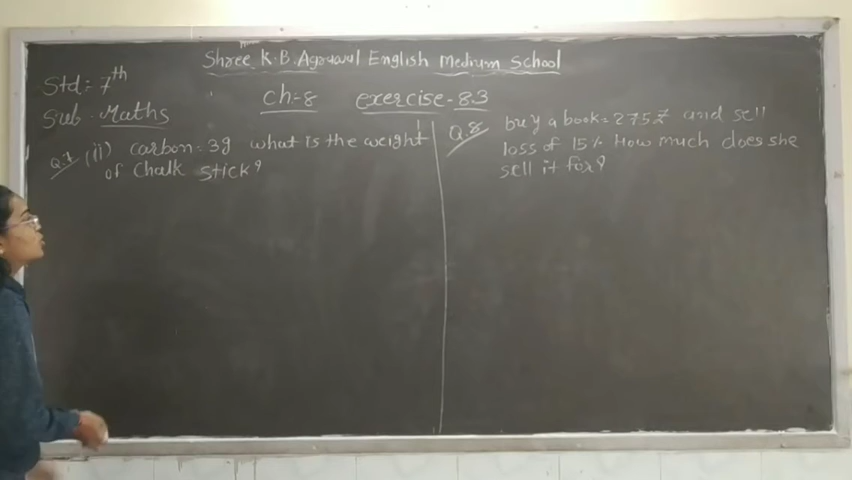 Shree K.B. Agrawal English Medium School
Std:- 7th
Sub - Maths
Ch:-8 exercise-8.3
Q.7 (ii) carbon=3g what is the weight
of chalk stick?
Q.8 buy a book=275₹ and sell
loss of 15% How much does she
sell it for?